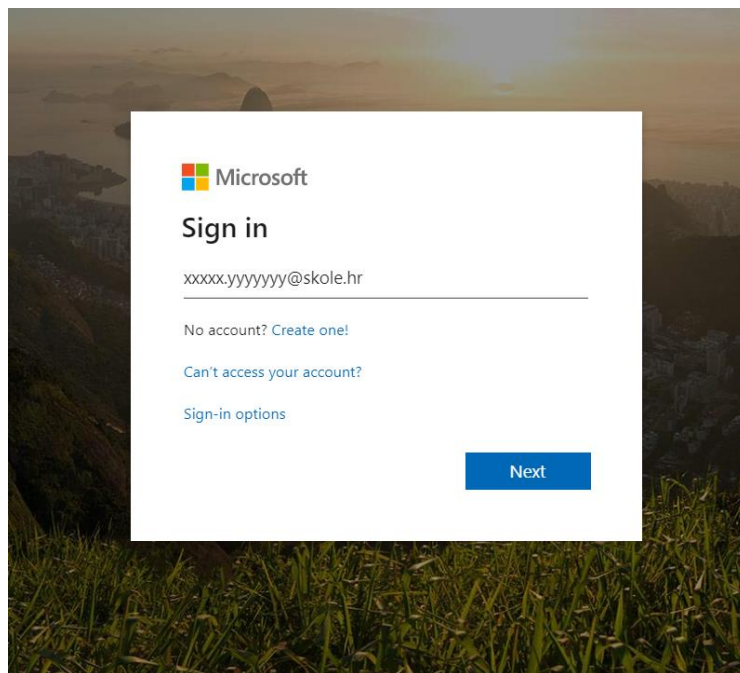 Microsoft
Sign in
xxxxx.yyyyyyy@skole.hr
No account? Create one!
Can't access your account?
Sign-in options
Next